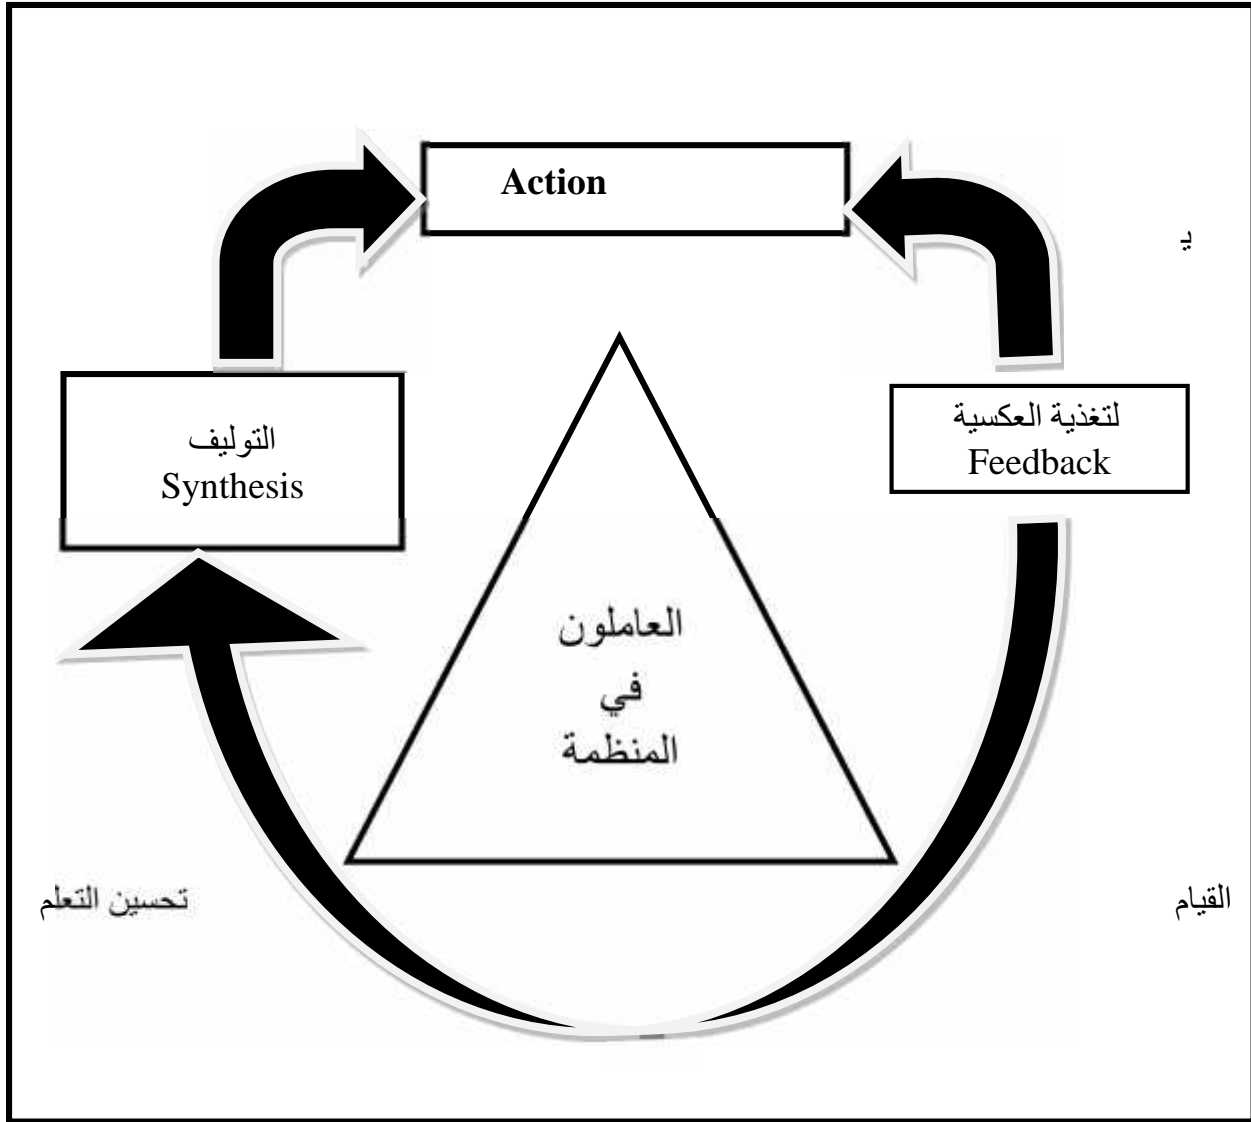 Action
يـ
لتغذية العكسية
Feedback
التوليف
Synthesis
العاملون
في
المنظمة
القيام
تحسين التعلم